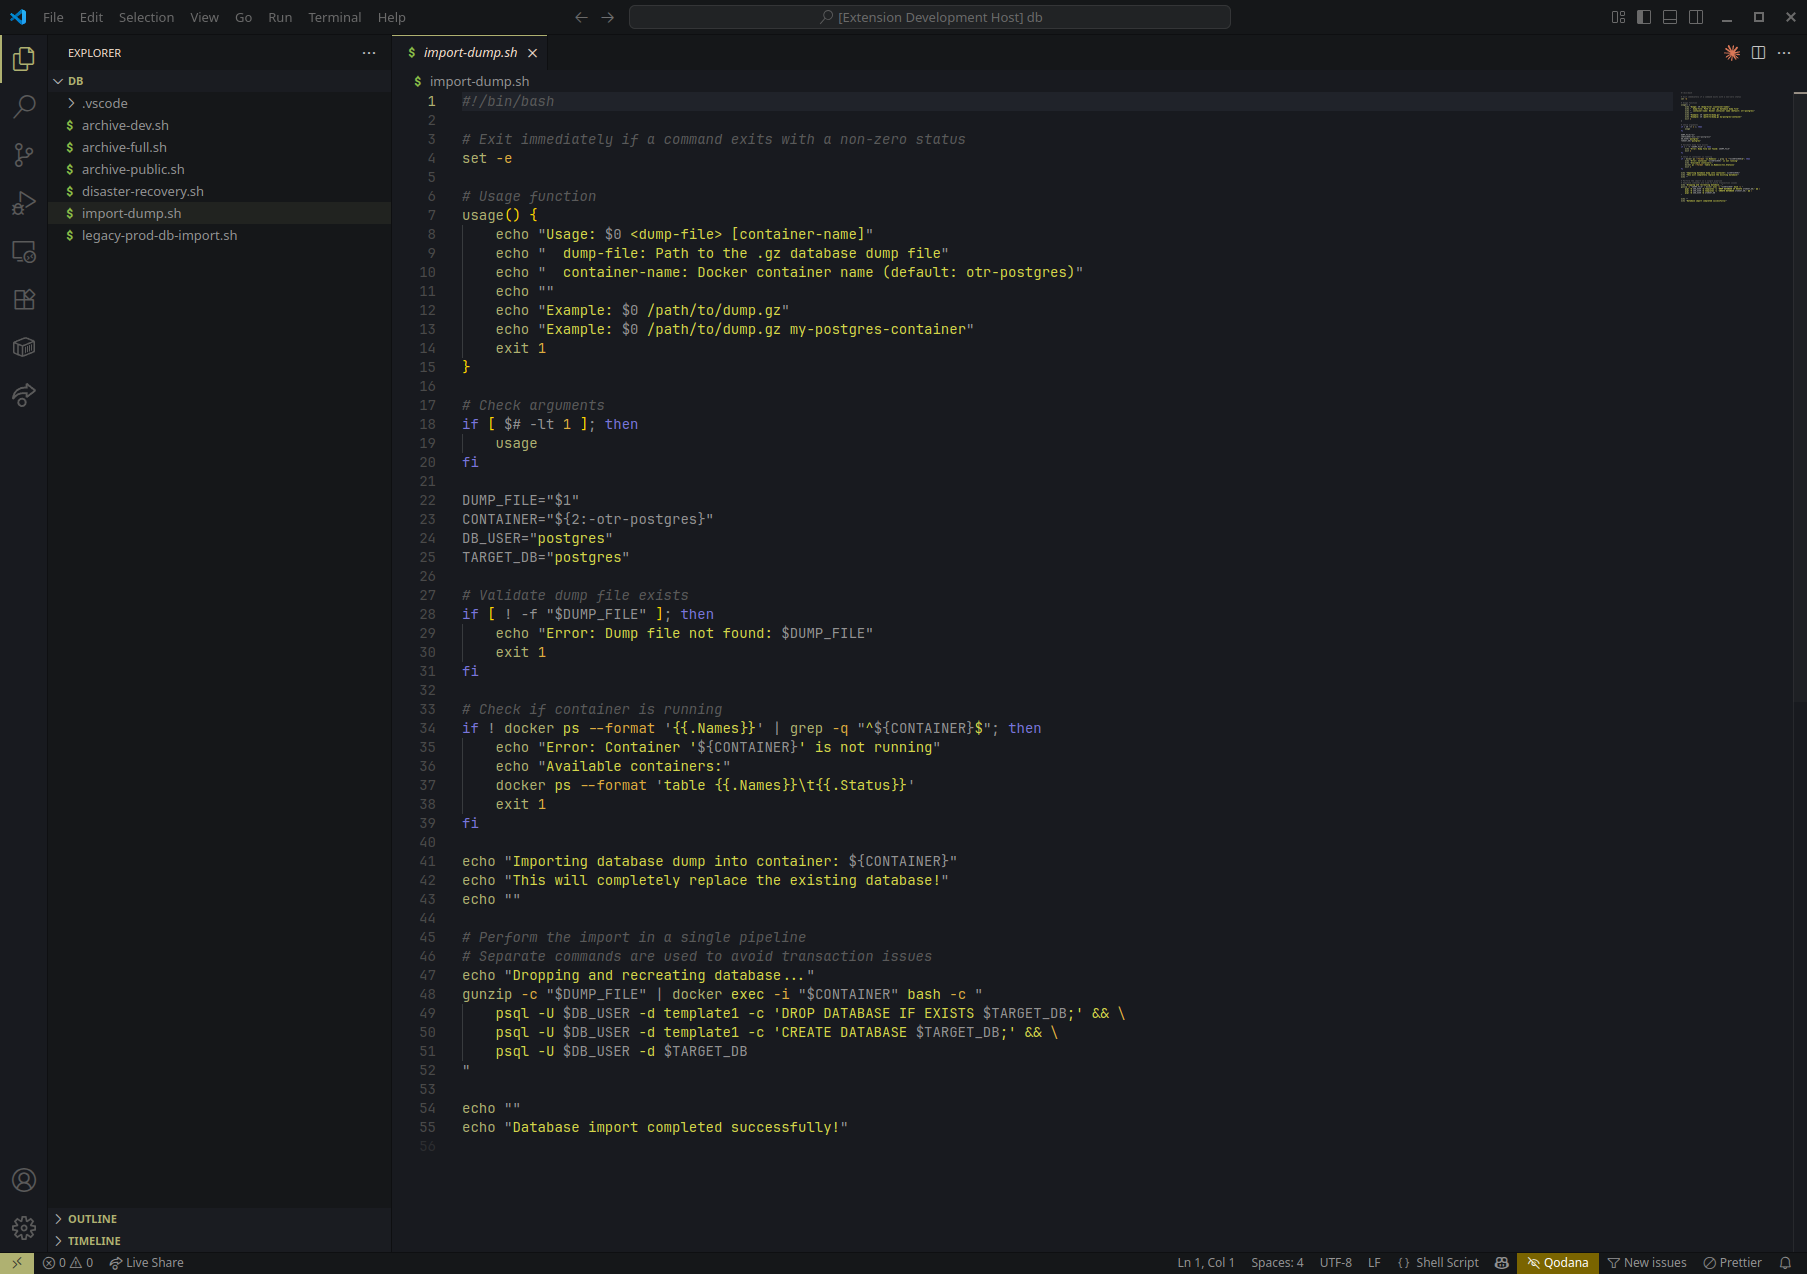 File Edit Selection View Go Run Terminal Help
[Extension Development Host] db
EXPLORER
DB
.vscode
$ archive-dev.sh
$ archive-full.sh
$ archive-public.sh
$ disaster-recovery.sh
$ import-dump.sh
$ legacy-prod-db-import.sh
OUTLINE
TIMELINE
$ import-dump.sh
$ import-dump.sh
1 #!/bin/bash
2
3 # Exit immediately if a command exits with a non-zero status
4 set -e
5
6 # Usage function
7 usage() {
8     echo "Usage: $0 <dump-file> [container-name]"
9     echo "  dump-file: Path to the .gz database dump file"
10     echo "  container-name: Docker container name (default: otr-postgres)"
11     echo ""
12     echo "Example: $0 /path/to/dump.gz"
13     echo "Example: $0 /path/to/dump.gz my-postgres-container"
14     exit 1
15 }
16
17 # Check arguments
18 if [ $# -lt 1 ]; then
19     usage
20 fi
21
22 DUMP_FILE="$1"
23 CONTAINER="${2:-otr-postgres}"
24 DB_USER="postgres"
25 TARGET_DB="postgres"
26
27 # Validate dump file exists
28 if [ ! -f "$DUMP_FILE" ]; then
29     echo "Error: Dump file not found: $DUMP_FILE"
30     exit 1
31 fi
32
33 # Check if container is running
34 if ! docker ps --format '{{.Names}}' | grep -q "^${CONTAINER}$"; then
35     echo "Error: Container '${CONTAINER}' is not running"
36     echo "Available containers:"
37     docker ps --format 'table {{.Names}}\t{{.Status}}'
38     exit 1
39 fi
40
41 echo "Importing database dump into container: ${CONTAINER}"
42 echo "This will completely replace the existing database!"
43 echo ""
44
45 # Perform the import in a single pipeline
46 # Separate commands are used to avoid transaction issues
47 echo "Dropping and recreating database..."
48 gunzip -c "$DUMP_FILE" | docker exec -i "$CONTAINER" bash -c "
49     psql -U $DB_USER -d template1 -c 'DROP DATABASE IF EXISTS $TARGET_DB;' && \
50     psql -U $DB_USER -d template1 -c 'CREATE DATABASE $TARGET_DB;' && \
51     psql -U $DB_USER -d $TARGET_DB
52 "
53
54 echo ""
55 echo "Database import completed successfully!"
56
0 0 Live Share Ln 1, Col 1 Spaces: 4 UTF-8 LF {} Shell Script Qodana New issues Prettier